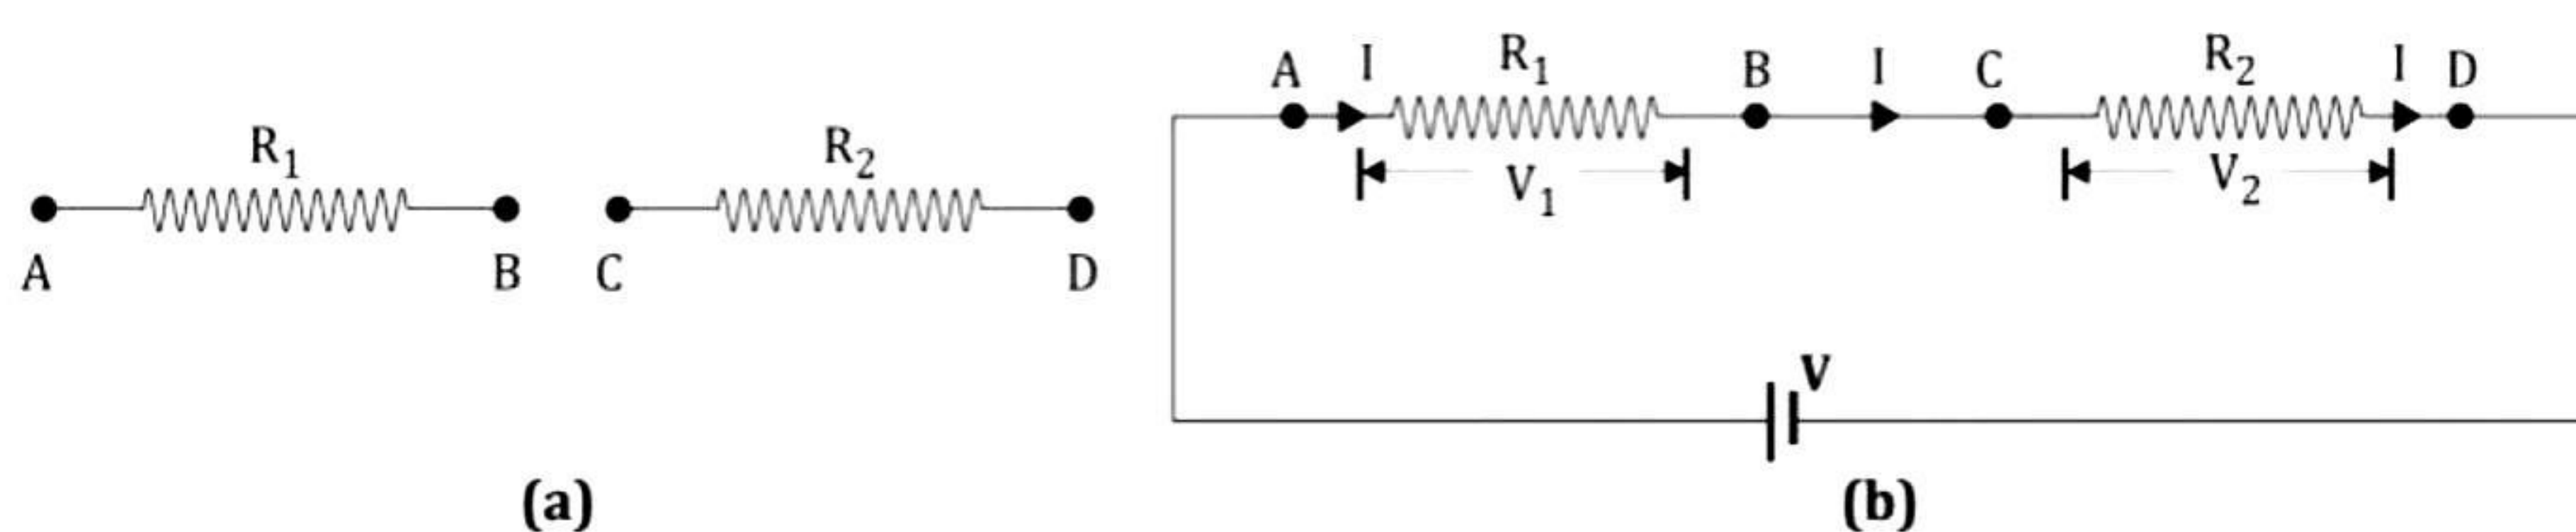 R₁ R₂
A B C D
(a)
A I R₁ B I C R₂ I D
V₁ V₂
V
(b)